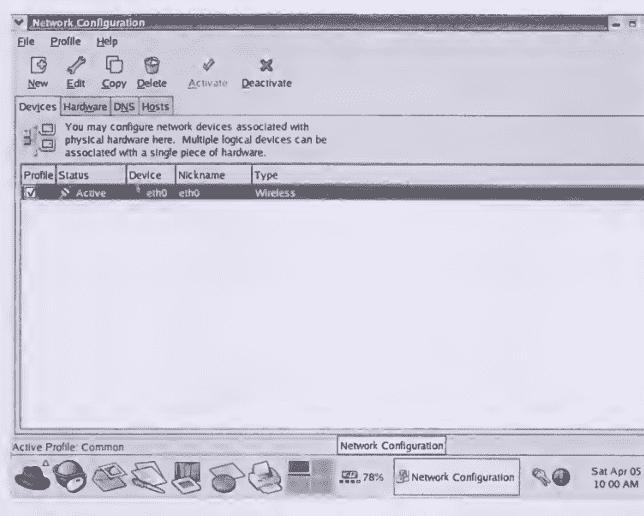 Network Configuration
File Profile Help
New Edit Copy Delete Activate Deactivate
Devices Hardware DNS Hosts
You may configure network devices associated with
physical hardware here. Multiple logical devices can be
associated with a single piece of hardware.
Profile Status Device Nickname Type
Active eth0 eth0 Wireless
Active Profile: Common
Network Configuration
78% Network Configuration
Sat Apr 05
10:00 AM